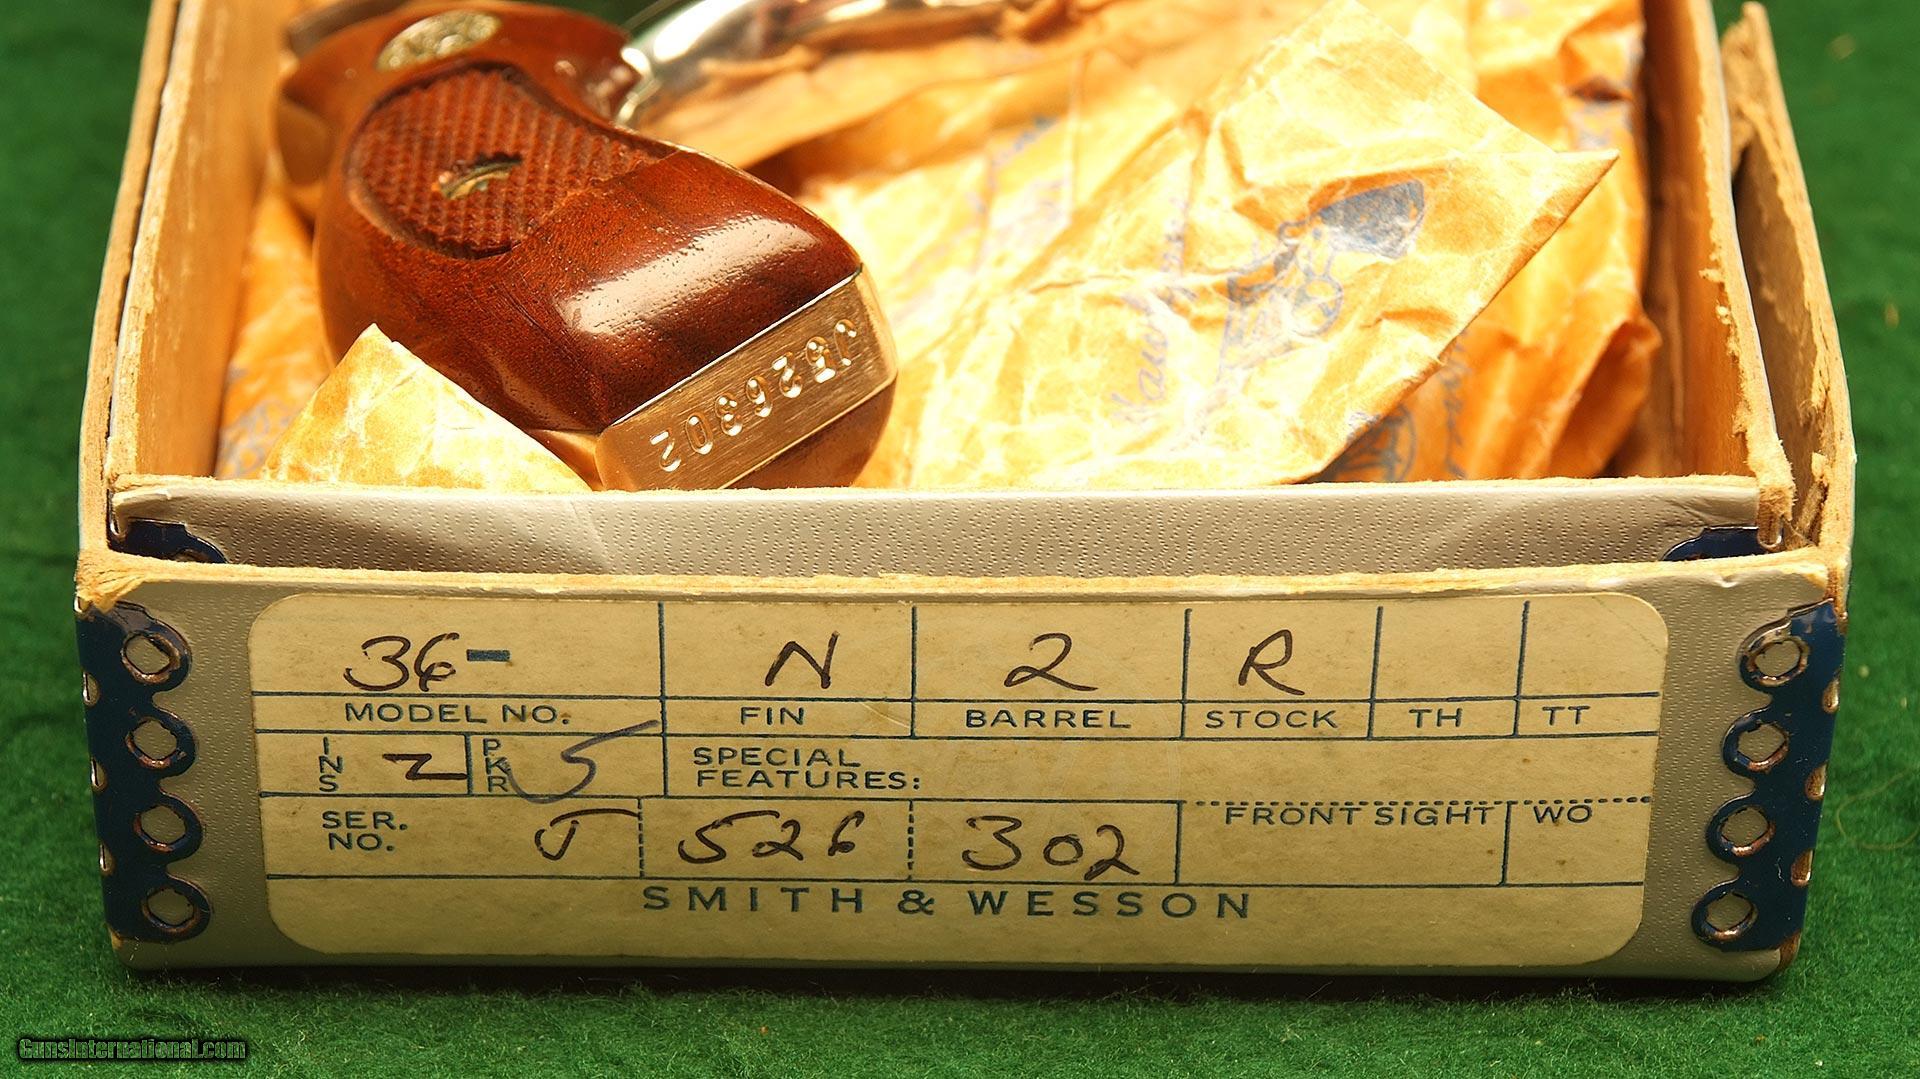 J526302
36- N 2 R
MODEL NO. FIN BARREL STOCK TH TT
INS Z PKR 5 SPECIAL FEATURES:
SER. NO. J 526 302 FRONT SIGHT WO
SMITH & WESSON
GunsInternational.com